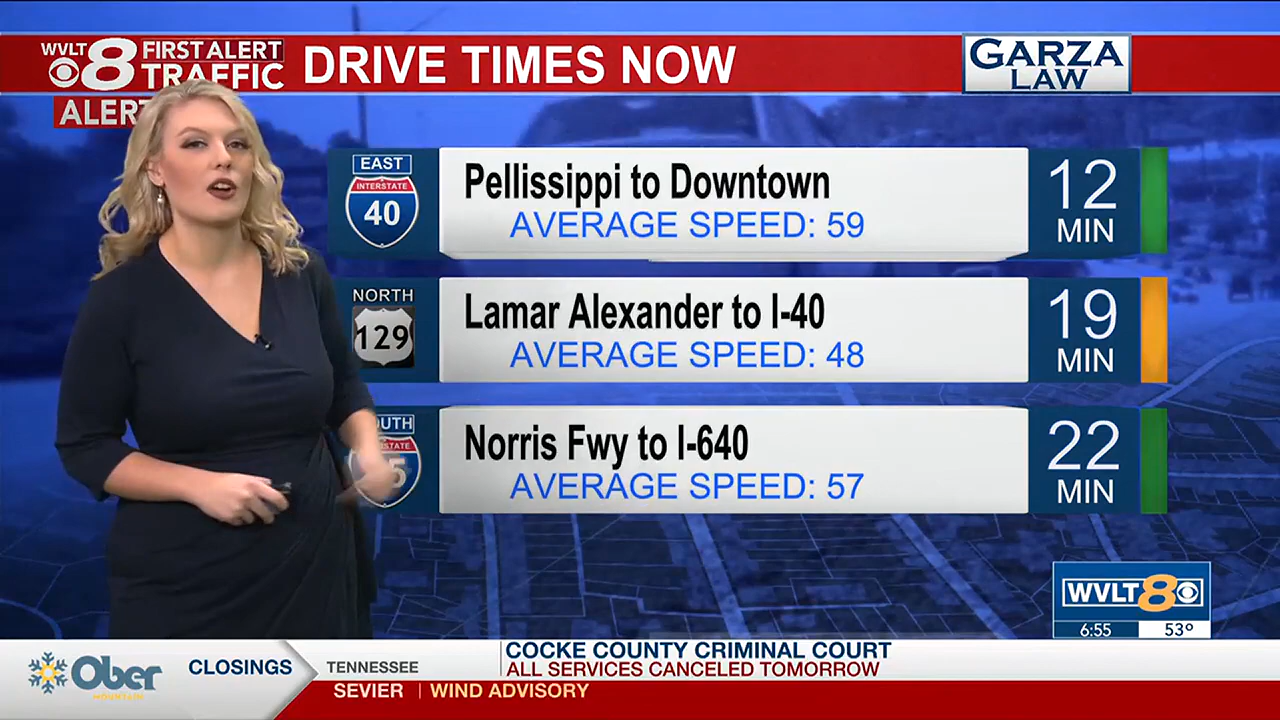 WVLT 8 FIRST ALERT
TRAFFIC
DRIVE TIMES NOW
GARZA
LAW
ALERT
EAST
INTERSTATE
40
Pellissippi to Downtown
AVERAGE SPEED: 59
12
MIN
NORTH
129
Lamar Alexander to I-40
AVERAGE SPEED: 48
19
MIN
Norris Fwy to I-640
AVERAGE SPEED: 57
22
MIN
WVLT 8
6:55 53°
Ober
MOUNTAIN
CLOSINGS
TENNESSEE
COCKE COUNTY CRIMINAL COURT
ALL SERVICES CANCELED TOMORROW
SEVIER WIND ADVISORY